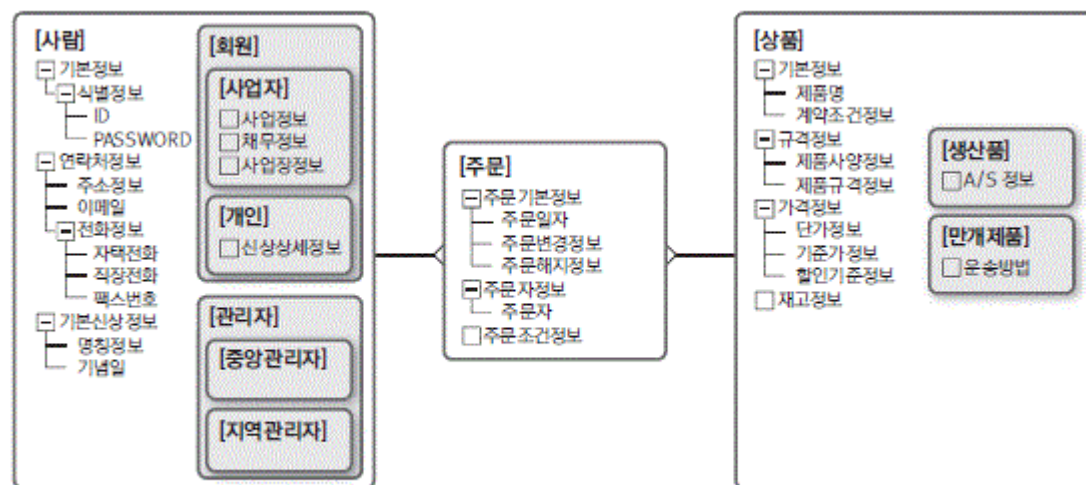 [사람]
기본정보
식별정보
ID
PASSWORD
연락처정보
주소정보
이메일
전화정보
자택전화
직장전화
팩스번호
기본신상정보
명칭정보
기념일
[회원]
[사업자]
사업정보
채무정보
사업장정보
[개인]
신상상세정보
[관리자]
[중앙관리자]
[지역관리자]
[주문]
주문기본정보
주문일자
주문변경정보
주문해지정보
주문자정보
주문자
주문조건정보
[상품]
기본정보
제품명
계약조건정보
규격정보
제품사양정보
제품규격정보
가격정보
단가정보
기준가정보
할인기준정보
재고정보
[생산품]
A/S 정보
[만개제품]
운송방법